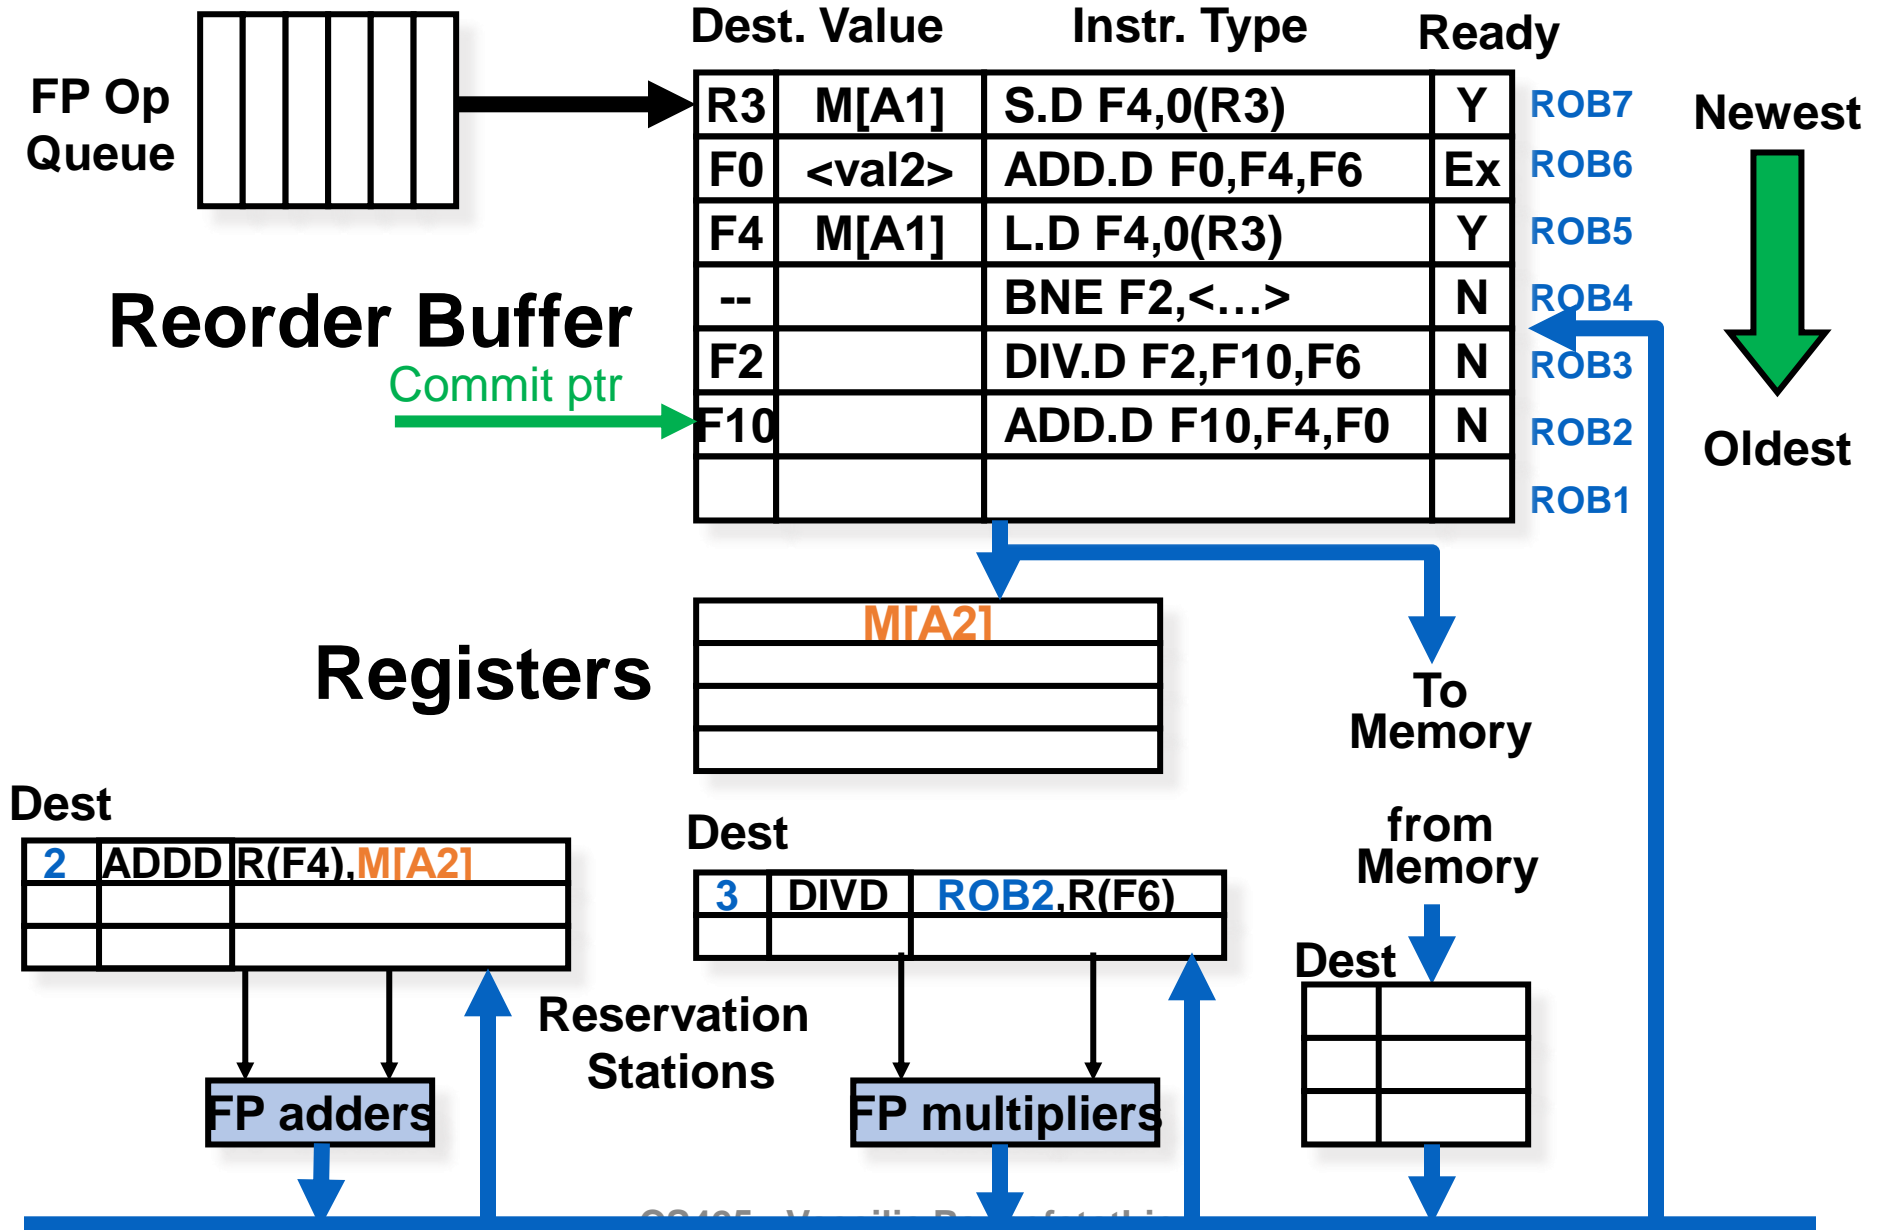 Dest. Value Instr. Type Ready
FP Op
Queue
R3 M[A1] S.D F4,0(R3) Y ROB7
F0 <val2> ADD.D F0,F4,F6 Ex ROB6
F4 M[A1] L.D F4,0(R3) Y ROB5
-- BNE F2,<...> N ROB4
F2 DIV.D F2,F10,F6 N ROB3
F10 ADD.D F10,F4,F0 N ROB2
ROB1
Newest
Oldest
Reorder Buffer
Commit ptr
Registers
M[A2]
To
Memory
from
Memory
Dest
2 ADDD R(F4),M[A2]
Dest
3 DIVD ROB2,R(F6)
Dest
Reservation
Stations
FP adders
FP multipliers